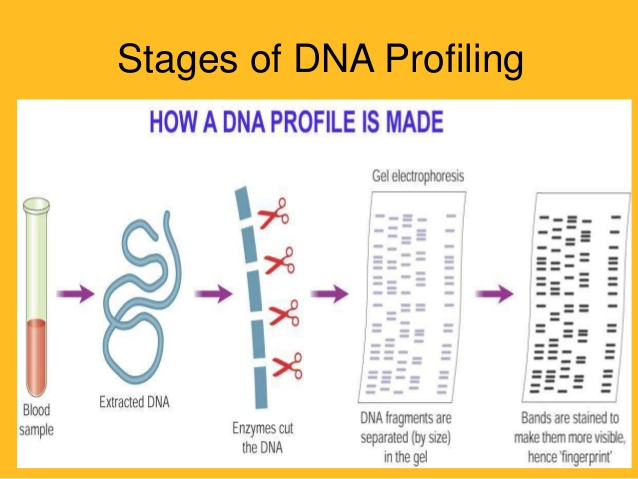 Stages of DNA Profiling
HOW A DNA PROFILE IS MADE
Gel electrophoresis
Blood
sample
Extracted DNA
Enzymes cut
the DNA
DNA fragments are
separated (by size)
in the gel
Bands are stained to
make them more visible,
hence 'fingerprint'